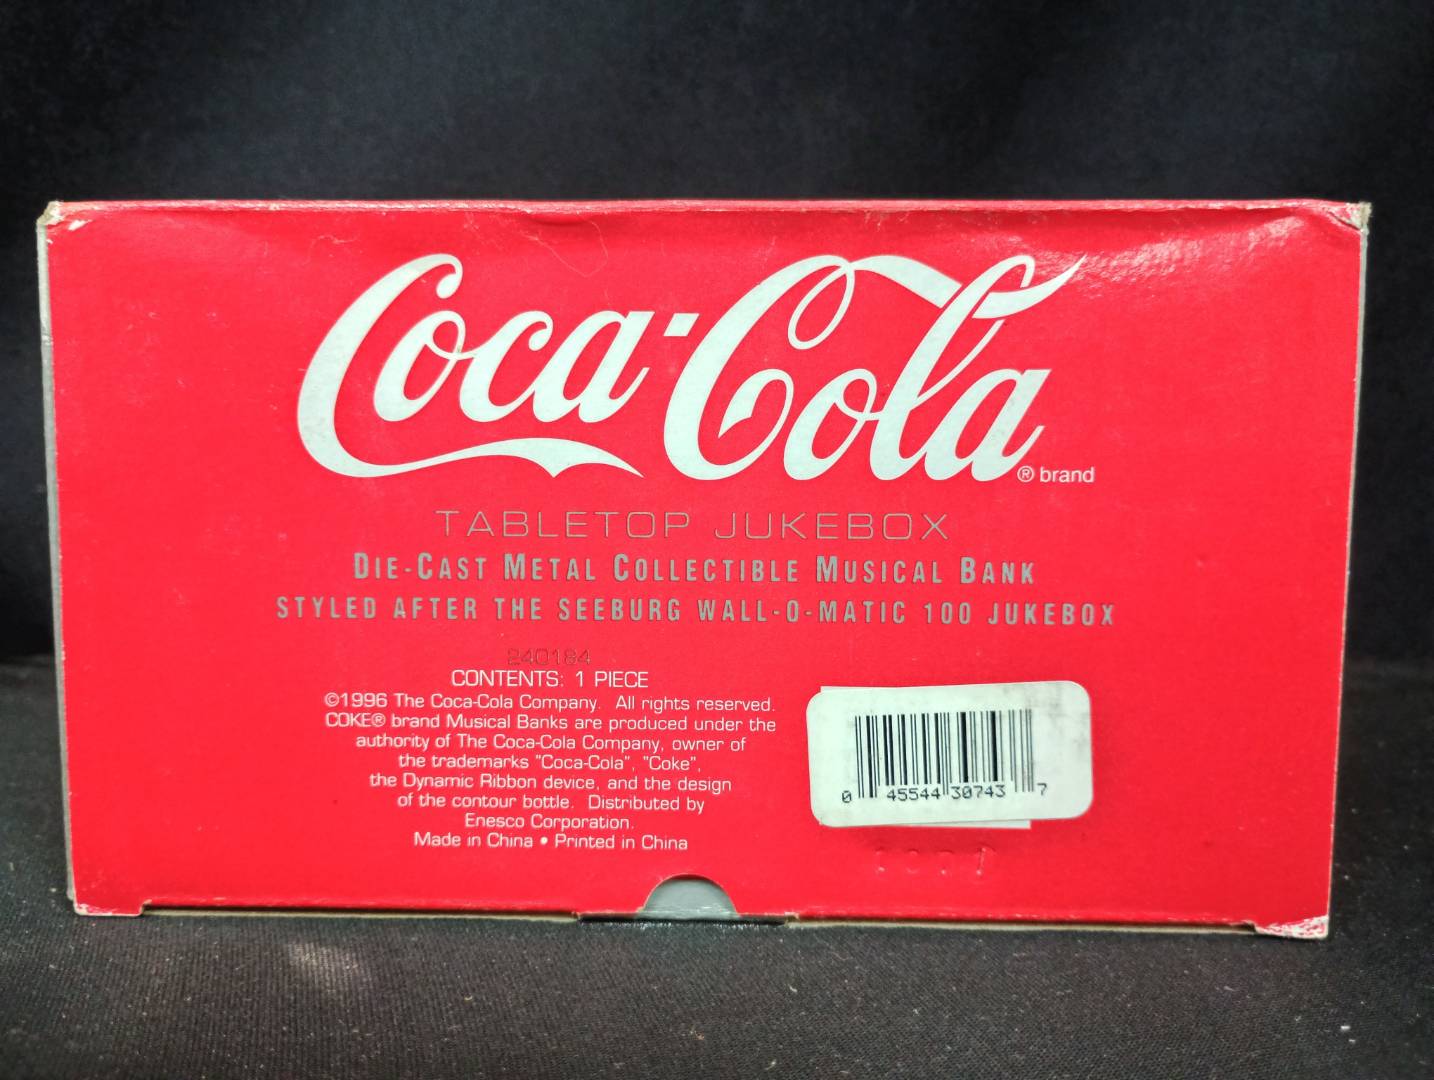 Coca-Cola
® brand
TABLETOP JUKEBOX
DIE-CAST METAL COLLECTIBLE MUSICAL BANK
STYLED AFTER THE SEEBURG WALL-O-MATIC 100 JUKEBOX
240184
CONTENTS: 1 PIECE
©1996 The Coca-Cola Company. All rights reserved.
COKE® brand Musical Banks are produced under the
authority of The Coca-Cola Company, owner of
the trademarks "Coca-Cola", "Coke",
the Dynamic Ribbon device, and the design
of the contour bottle. Distributed by
Enesco Corporation.
Made in China • Printed in China
0 45544 30743 7